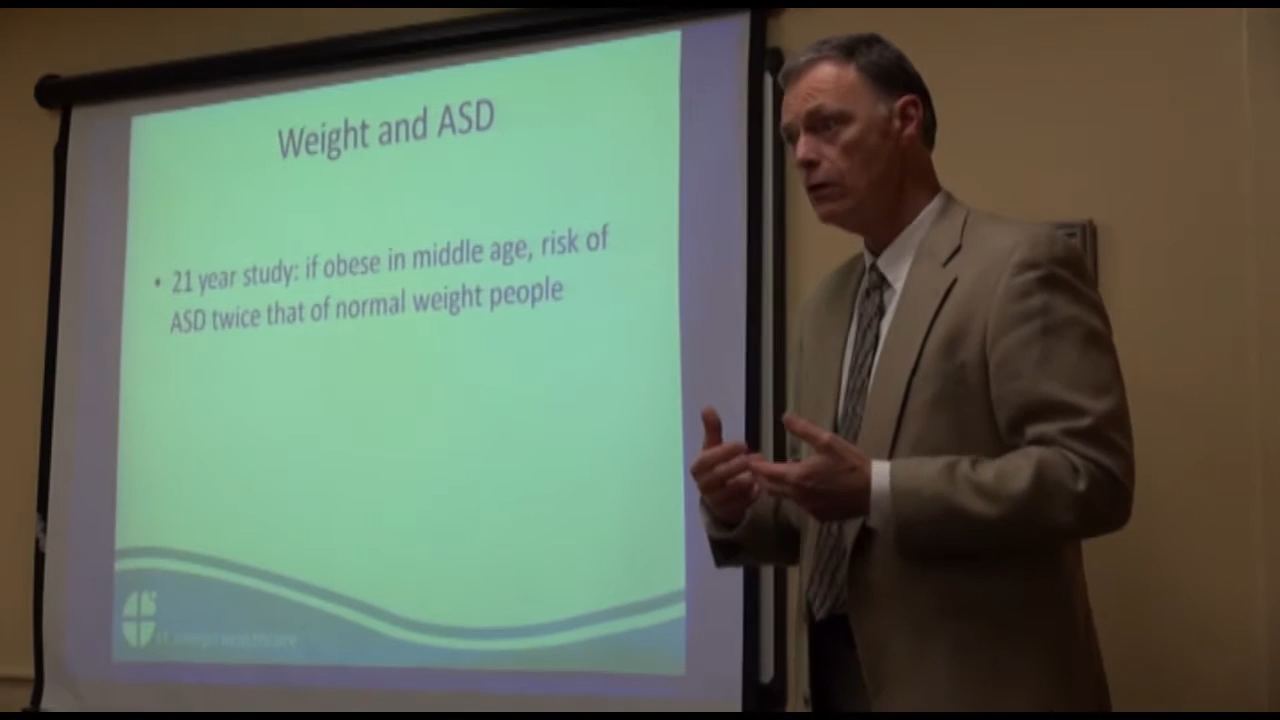 Weight and ASD
• 21 year study: if obese in middle age, risk of
ASD twice that of normal weight people